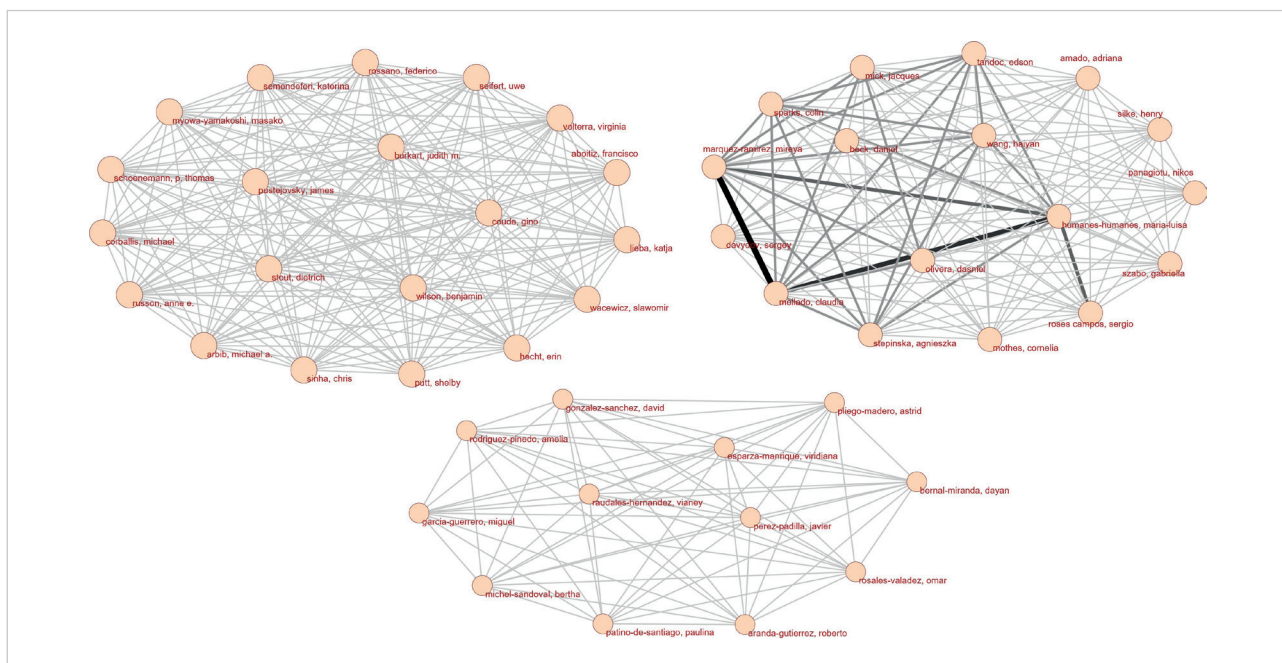 rossano, federico
semendeferi, katerina
seifert, uwe
myowa-yamakoshi, masako
volterra, virginia
burkart, judith m.
aboitiz, francisco
schoenemann, p. thomas
pustejovsky, james
coude, gino
corballis, michael
lieba, katja
stout, dietrich
wilson, benjamin
russon, anne e.
wacewicz, slawomir
arbib, michael a.
hecht, erin
sinha, chris
putt, shelby
tandoc, edson
amado, adriana
mick, jacques
sparks, colin
silke, henry
beck, daniel
wang, haiyan
marquez-ramirez, mireya
panagiotu, nikos
humanes-humanes, maria-luisa
davydov, sergey
olivera, dasniel
szabo, gabriella
mellado, claudia
roses campos, sergio
stepinska, agnieszka
mothes, cornelia
gonzalez-sanchez, david
pliego-madero, astrid
rodriguez-pinedo, amelia
esparza-manrique, viridiana
bernal-miranda, dayan
raudales-hernandez, vianey
garcia-guerrero, miguel
perez-padilla, javier
rosales-valadez, omar
michel-sandoval, bertha
patino-de-santiago, paulina
aranda-gutierrez, roberto